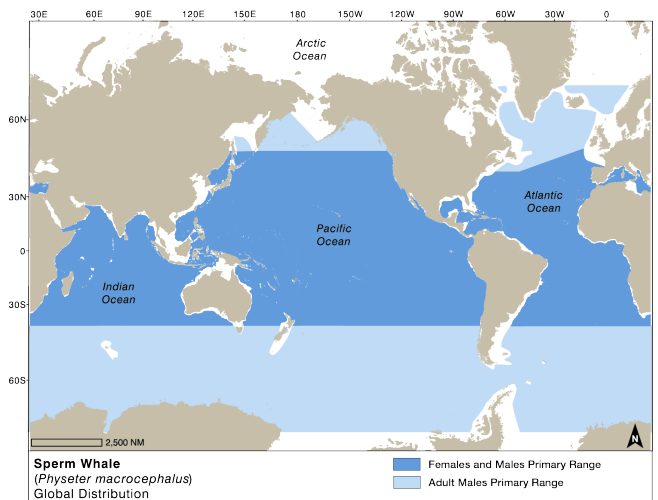 30E 60E 90E 120E 150E 180 150W 120W 90W 60W 30W 0
Arctic
Ocean
60N
30N
Atlantic
Ocean
Pacific
Ocean
0
Indian
Ocean
30S
60S
2,500 NM
N
Sperm Whale
(Physeter macrocephalus)
Global Distribution
Females and Males Primary Range
Adult Males Primary Range